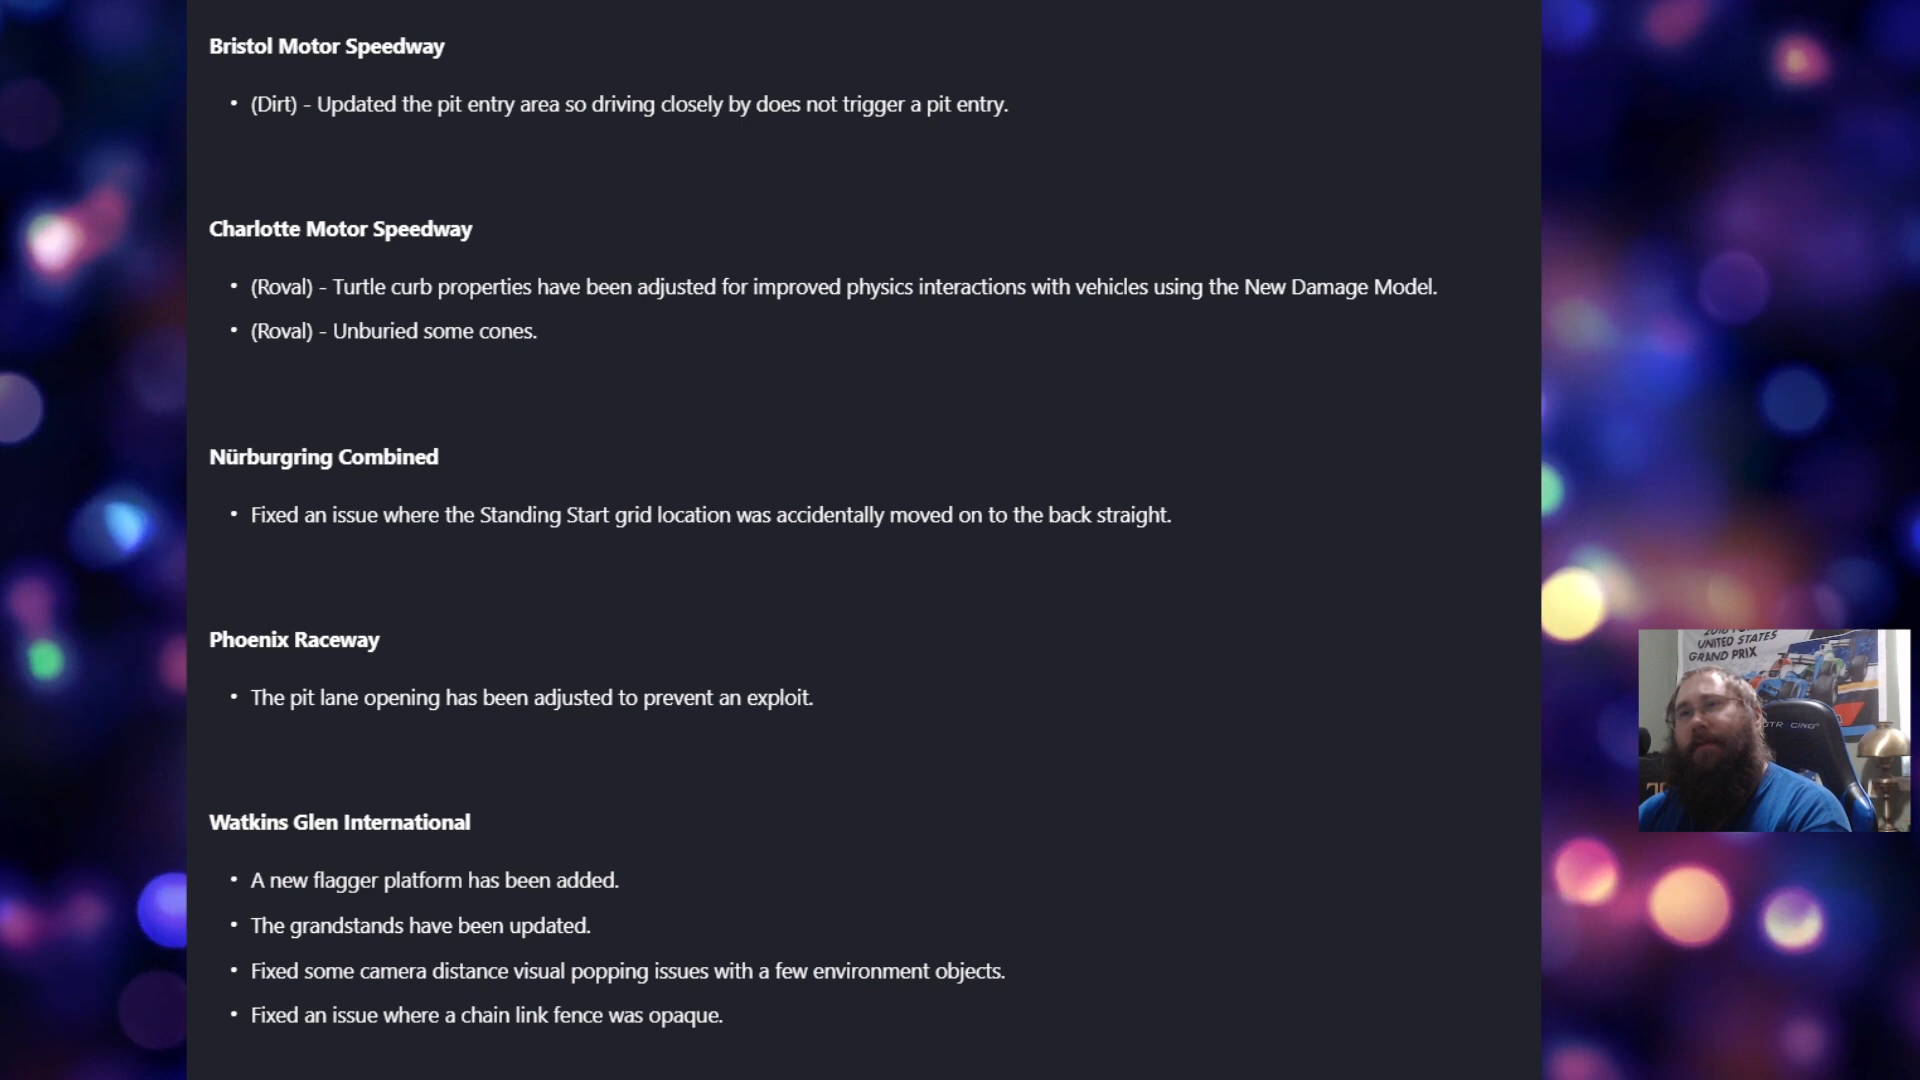 Bristol Motor Speedway
• (Dirt) - Updated the pit entry area so driving closely by does not trigger a pit entry.
Charlotte Motor Speedway
• (Roval) - Turtle curb properties have been adjusted for improved physics interactions with vehicles using the New Damage Model.
• (Roval) - Unburied some cones.
Nürburgring Combined
• Fixed an issue where the Standing Start grid location was accidentally moved on to the back straight.
Phoenix Raceway
• The pit lane opening has been adjusted to prevent an exploit.
Watkins Glen International
• A new flagger platform has been added.
• The grandstands have been updated.
• Fixed some camera distance visual popping issues with a few environment objects.
• Fixed an issue where a chain link fence was opaque.
UNITED STATES
GRAND PRIX